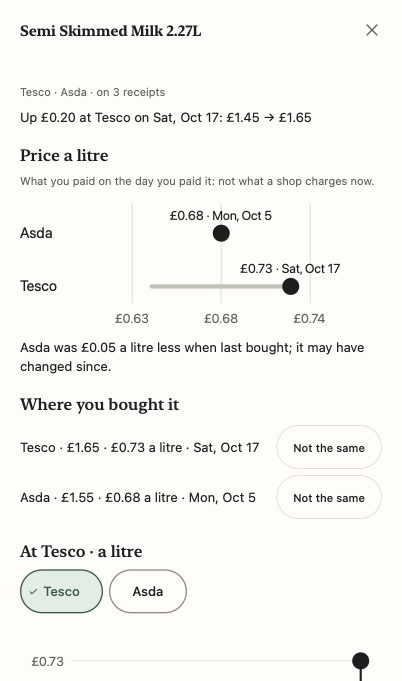 Semi Skimmed Milk 2.27L
Tesco · Asda · on 3 receipts
Up £0.20 at Tesco on Sat, Oct 17: £1.45 → £1.65
Price a litre
What you paid on the day you paid it: not what a shop charges now.
£0.68 · Mon, Oct 5
Asda
£0.73 · Sat, Oct 17
Tesco
£0.63 £0.68 £0.74
Asda was £0.05 a litre less when last bought; it may have
changed since.
Where you bought it
Tesco · £1.65 · £0.73 a litre · Sat, Oct 17 Not the same
Asda · £1.55 · £0.68 a litre · Mon, Oct 5 Not the same
At Tesco · a litre
✓ Tesco Asda
£0.73